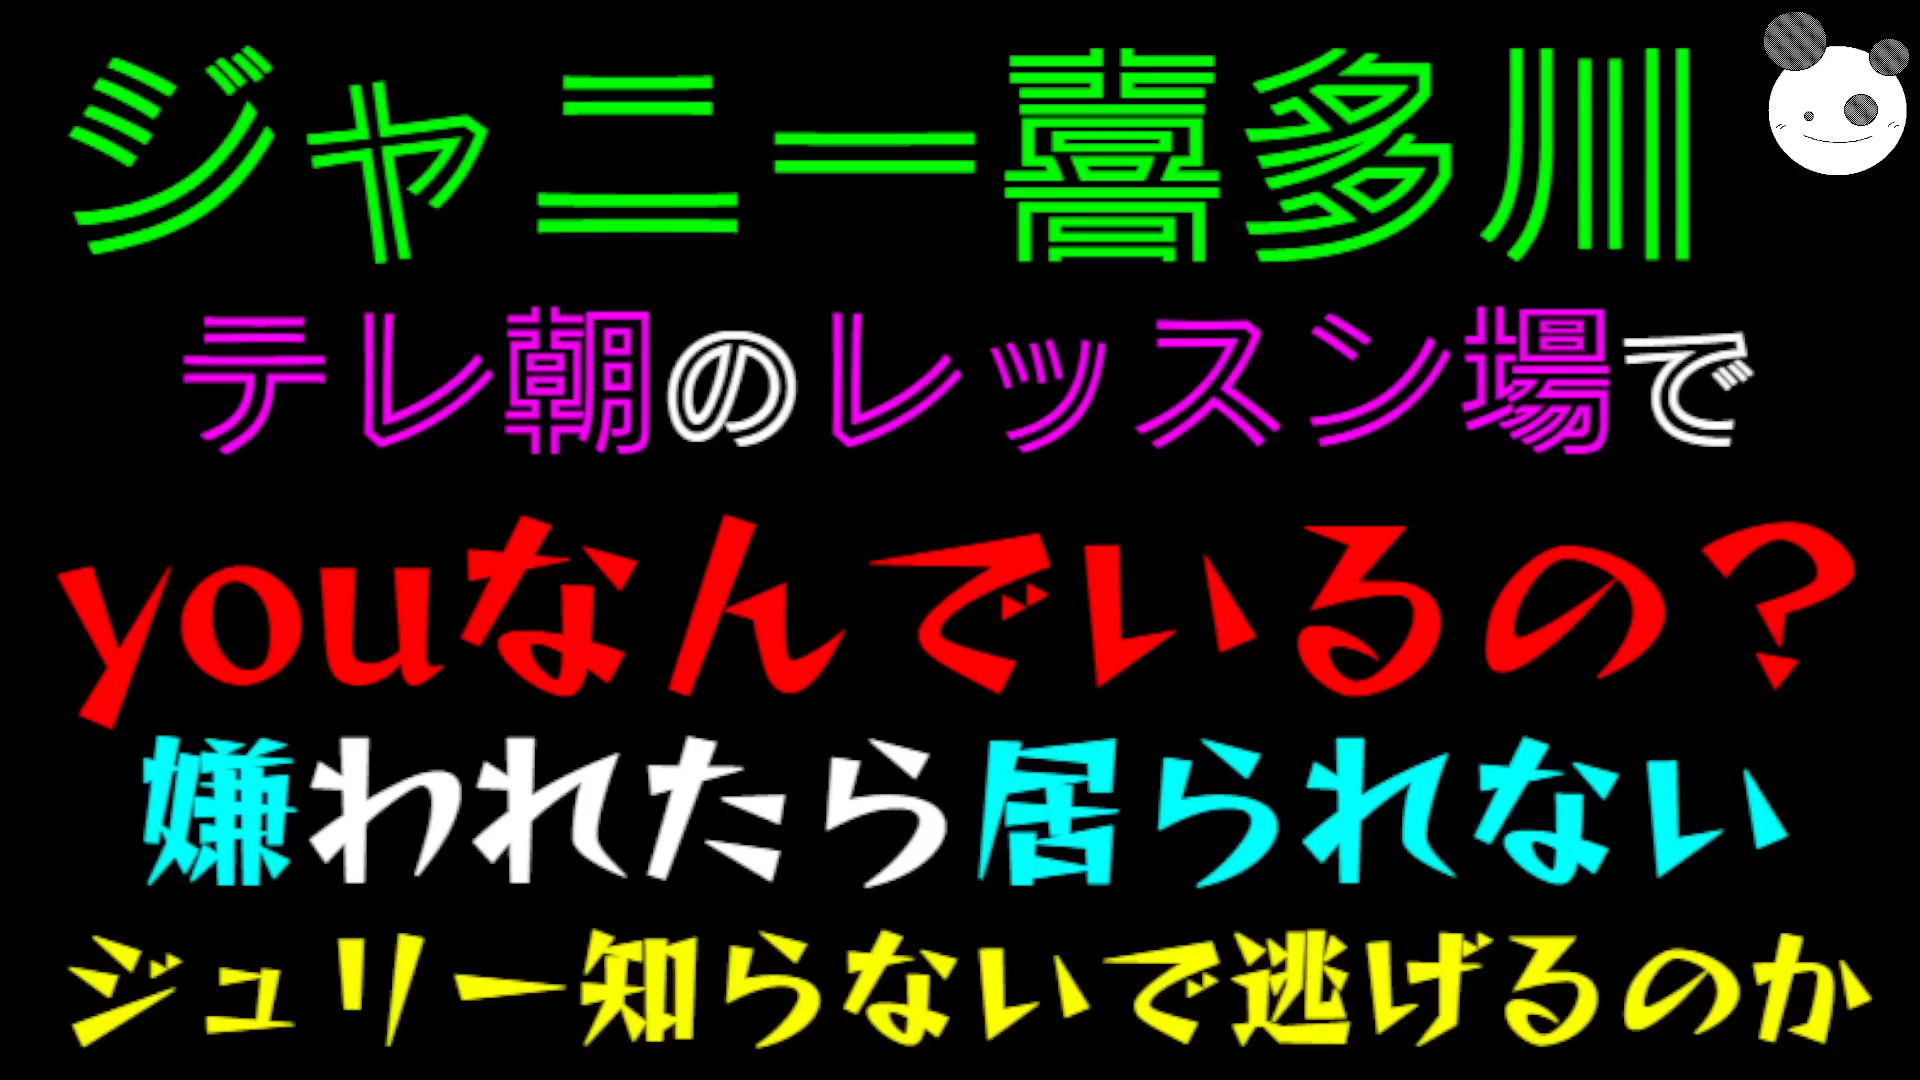 ジャニー喜多川
テレ朝のレッスン場で
youなんでいるの？
嫌われたら居られない
ジュリー知らないで逃げるのか